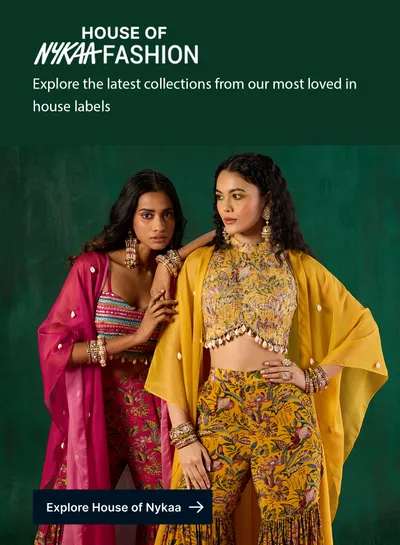 HOUSE OF
NYKAA FASHION
Explore the latest collections from our most loved in
house labels
Explore House of Nykaa →